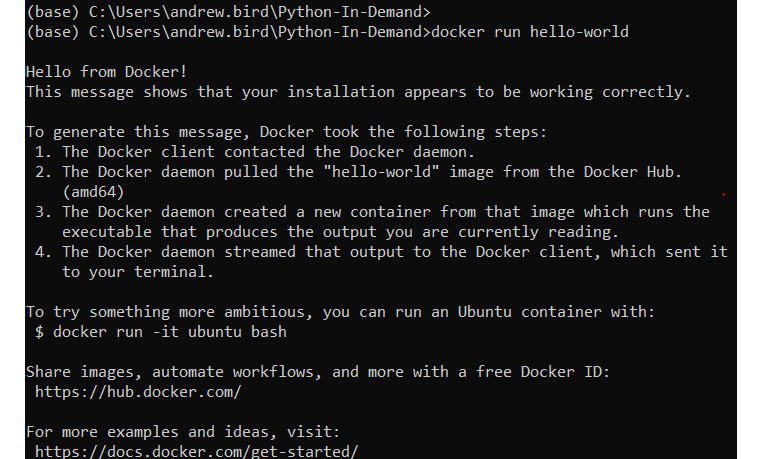 (base) C:\Users\andrew.bird\Python-In-Demand>
(base) C:\Users\andrew.bird\Python-In-Demand>docker run hello-world
Hello from Docker!
This message shows that your installation appears to be working correctly.
To generate this message, Docker took the following steps:
1. The Docker client contacted the Docker daemon.
2. The Docker daemon pulled the "hello-world" image from the Docker Hub.
(amd64)
3. The Docker daemon created a new container from that image which runs the
executable that produces the output you are currently reading.
4. The Docker daemon streamed that output to the Docker client, which sent it
to your terminal.
To try something more ambitious, you can run an Ubuntu container with:
$ docker run -it ubuntu bash
Share images, automate workflows, and more with a free Docker ID:
https://hub.docker.com/
For more examples and ideas, visit:
https://docs.docker.com/get-started/